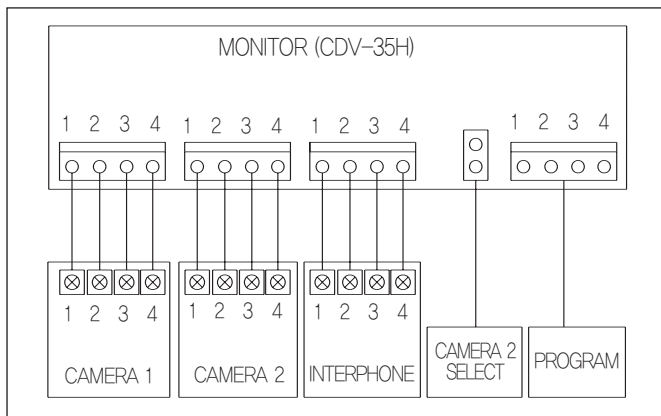 MONITOR (CDV-35H)
1 2 3 4 1 2 3 4 1 2 3 4 1 2 3 4
1 2 3 4 1 2 3 4 1 2 3 4
CAMERA 1
CAMERA 2
INTERPHONE
CAMERA 2
SELECT
PROGRAM